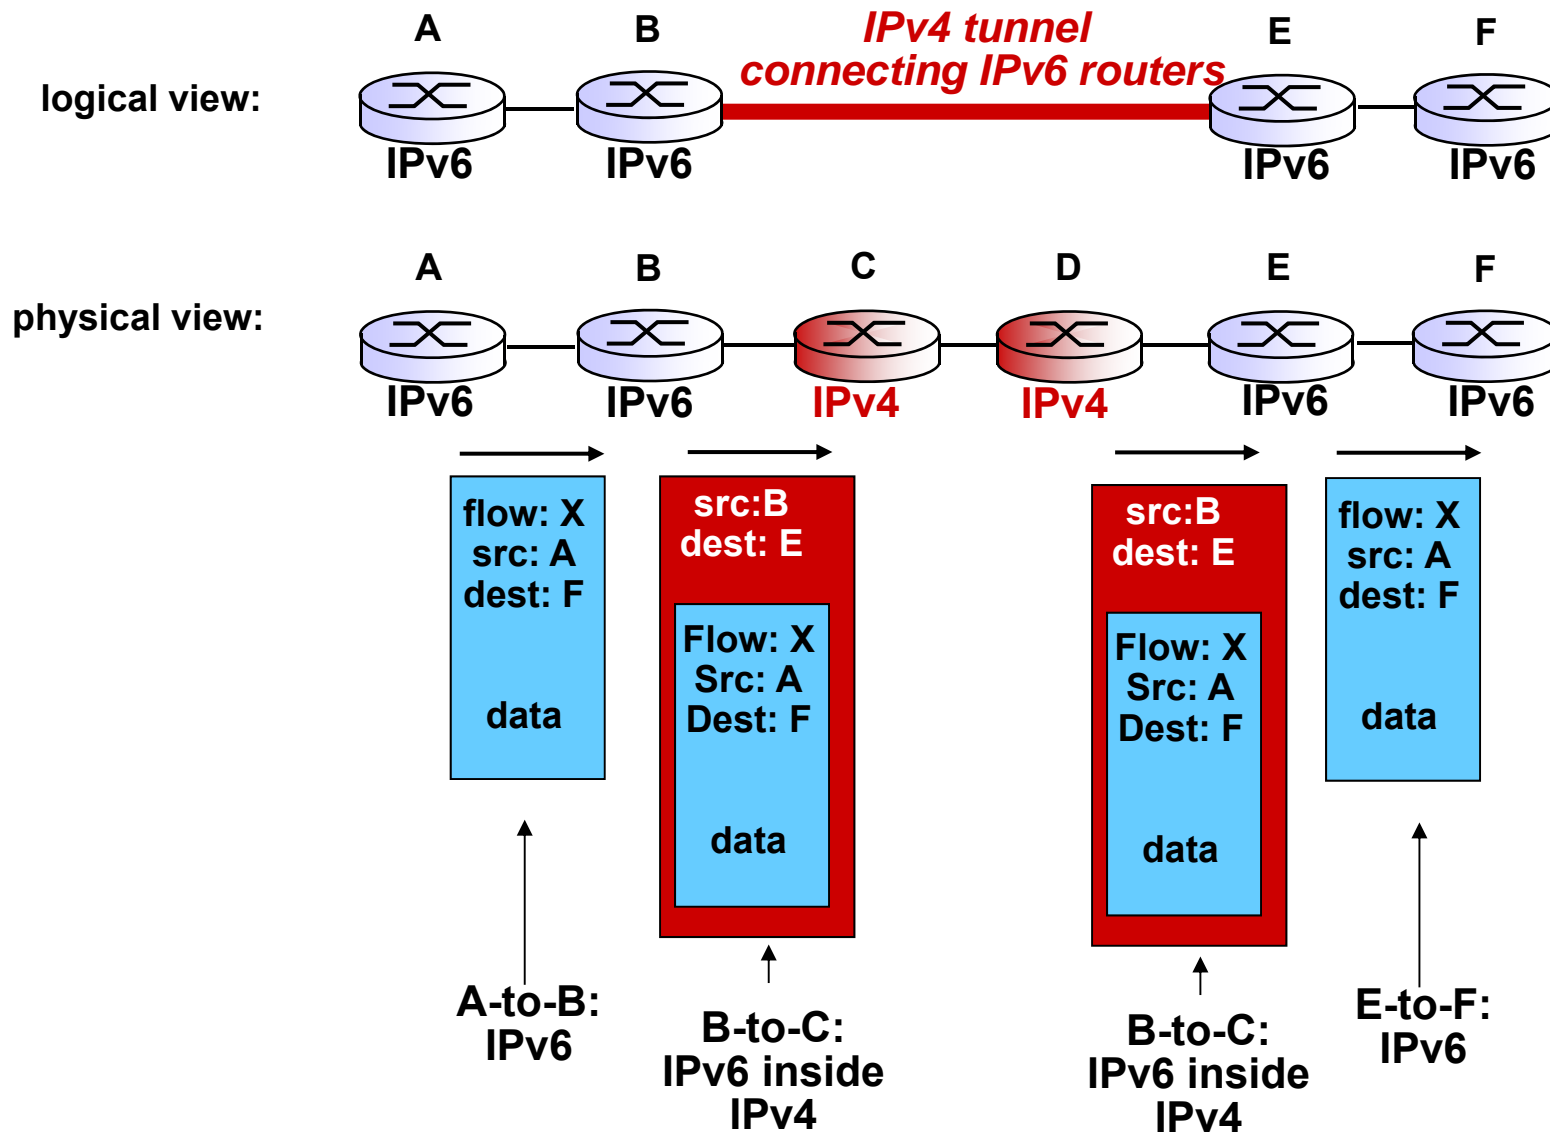 A
B
IPv4 tunnel
connecting IPv6 routers
E
F
logical view:
IPv6
IPv6
IPv6
IPv6
A
B
C
D
E
F
physical view:
IPv6
IPv6
IPv4
IPv4
IPv6
IPv6
flow: X
src: A
dest: F
data
src:B
dest: E
Flow: X
Src: A
Dest: F
data
src:B
dest: E
Flow: X
Src: A
Dest: F
data
flow: X
src: A
dest: F
data
A-to-B:
IPv6
B-to-C:
IPv6 inside
IPv4
B-to-C:
IPv6 inside
IPv4
E-to-F:
IPv6